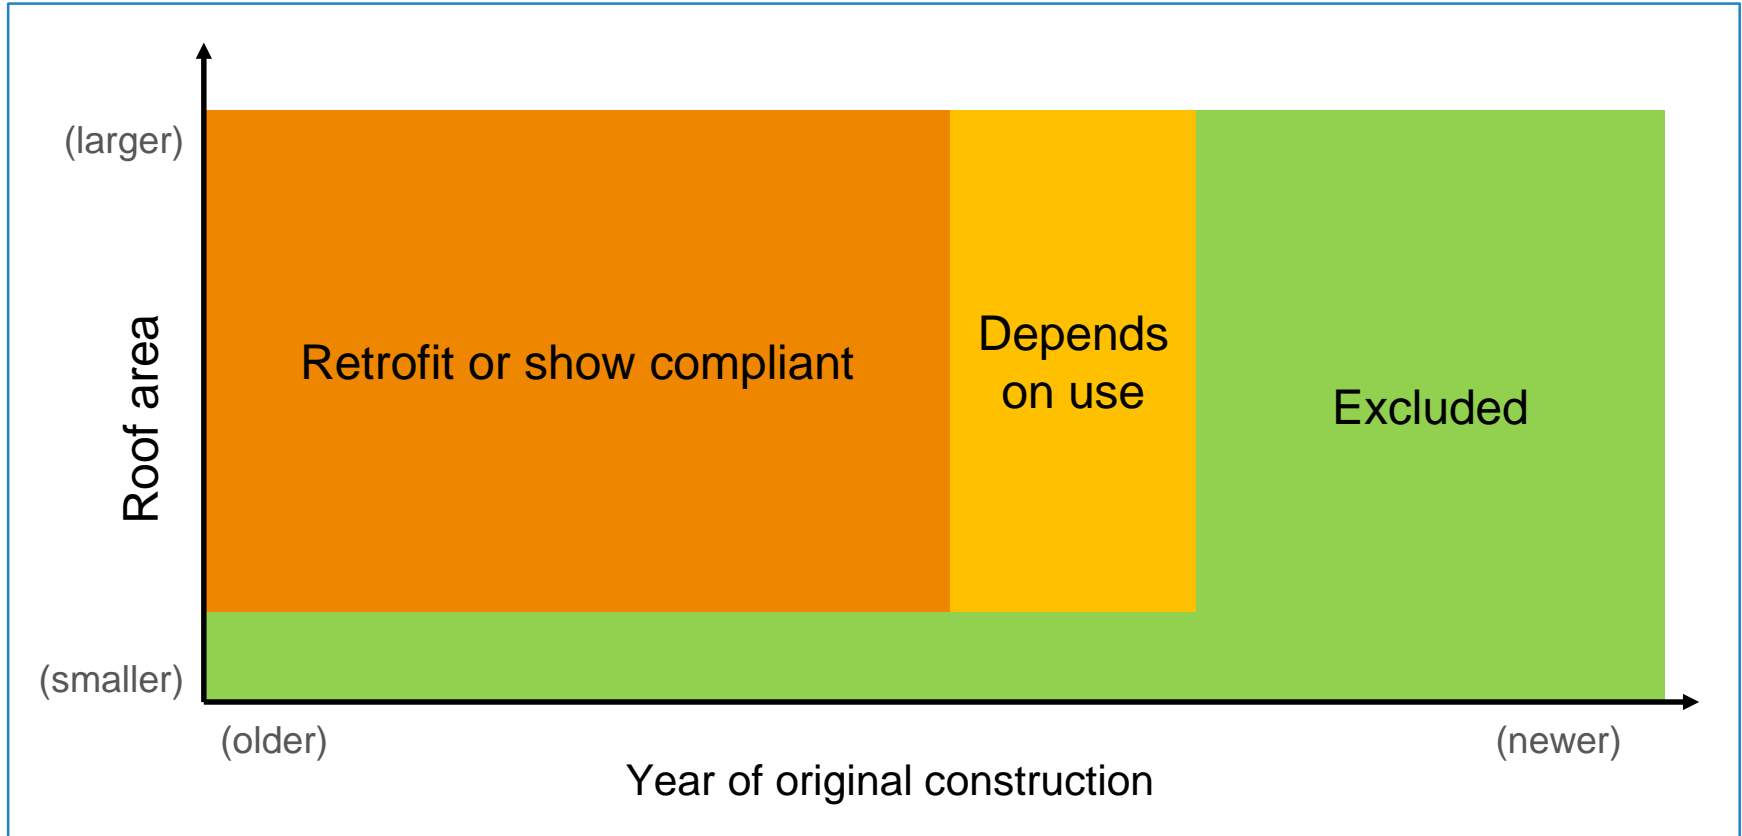 (larger)
Roof area
(smaller)
Retrofit or show compliant
Depends
on use
Excluded
(older)
(newer)
Year of original construction